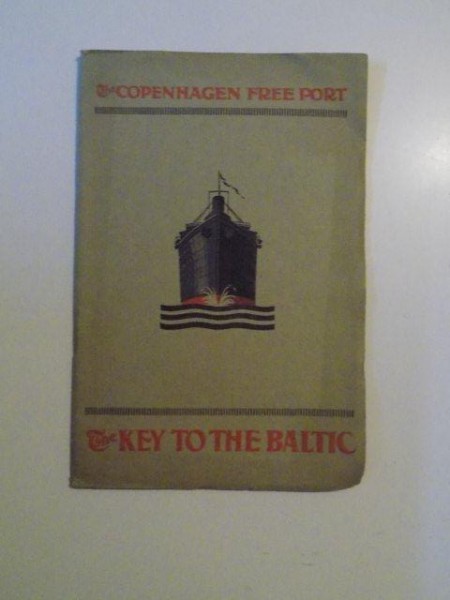 The COPENHAGEN FREE PORT
The KEY TO THE BALTIC